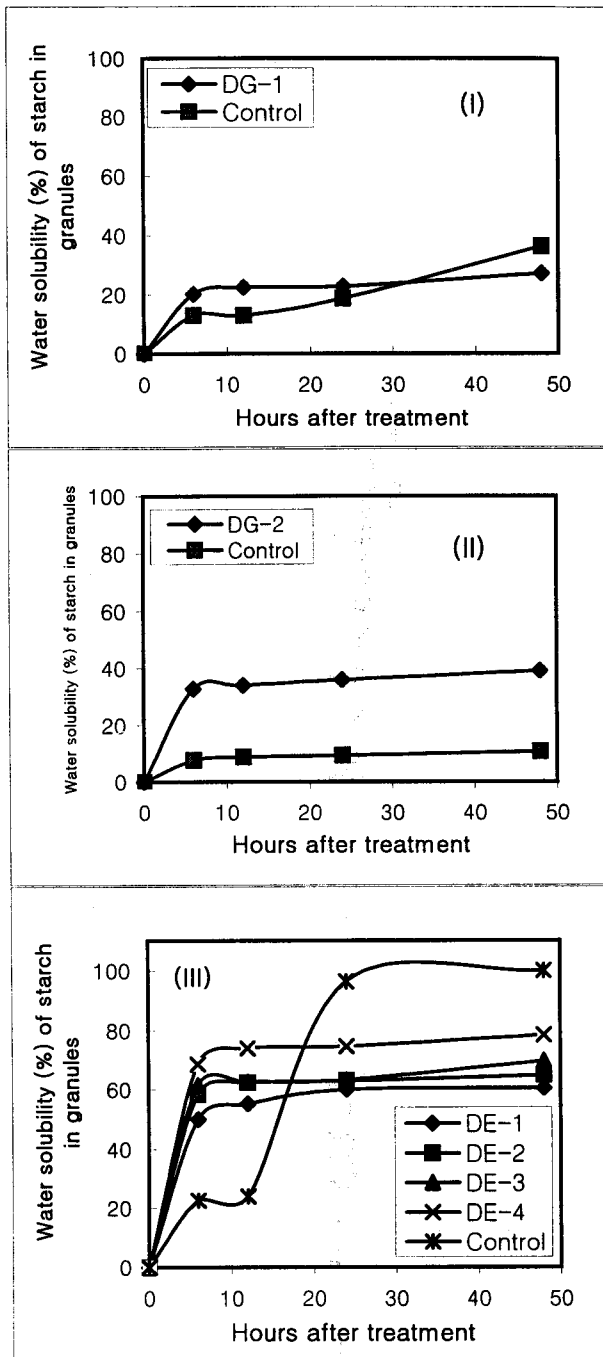 Water solubility (%) of starch in
granules
100
80
60
40
20
0
DG-1
Control
(I)
0 10 20 30 40 50
Hours after treatment
Water solubility (%) of starch in granules
100
80
60
40
20
0
DG-2
Control
(II)
0 10 20 30 40 50
Hours after treatment
Water solubility (%) of starch
in granules
100
80
60
40
20
0
(III)
DE-1
DE-2
DE-3
DE-4
Control
0 10 20 30 40 50
Hours after treatment